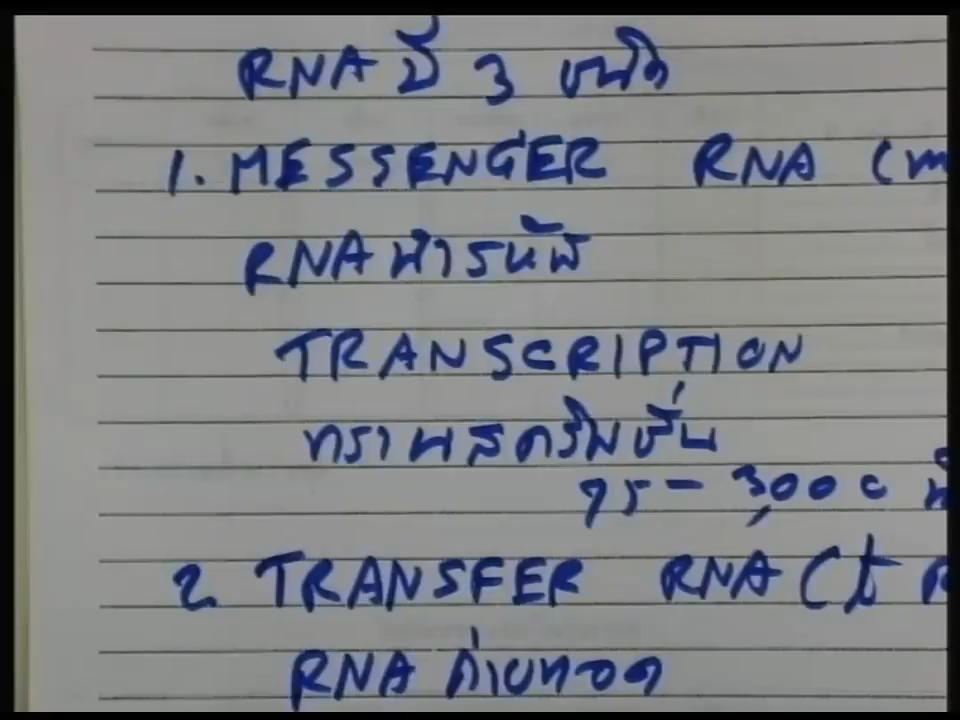 RNA มี 3 ชนิด
1. MESSENGER RNA (m
RNA นำรหัส
TRANSCRIPTION
ทรานสคริพชั่น
75 - 3,000
2. TRANSFER RNA (t R
RNA ถ่ายทอด